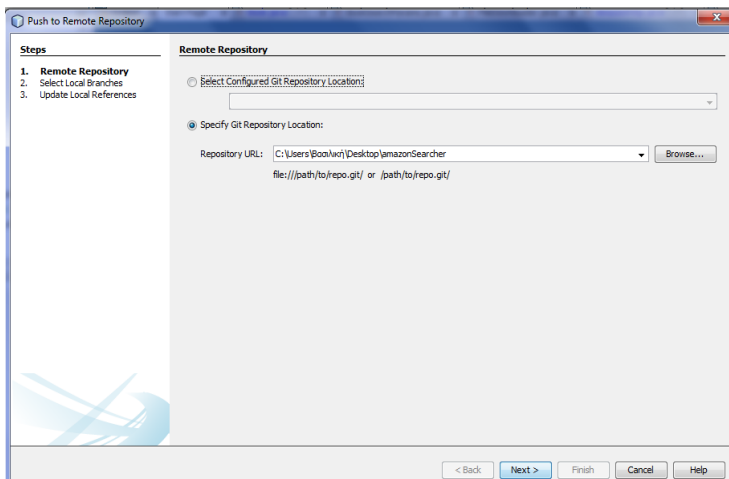 Push to Remote Repository
Steps
1. Remote Repository
2. Select Local Branches
3. Update Local References
Remote Repository
Select Configured Git Repository Location:
Specify Git Repository Location:
Repository URL: C:\Users\Βασιλική\Desktop\amazonSearcher Browse...
file:///path/to/repo.git/ or /path/to/repo.git/
< Back Next > Finish Cancel Help